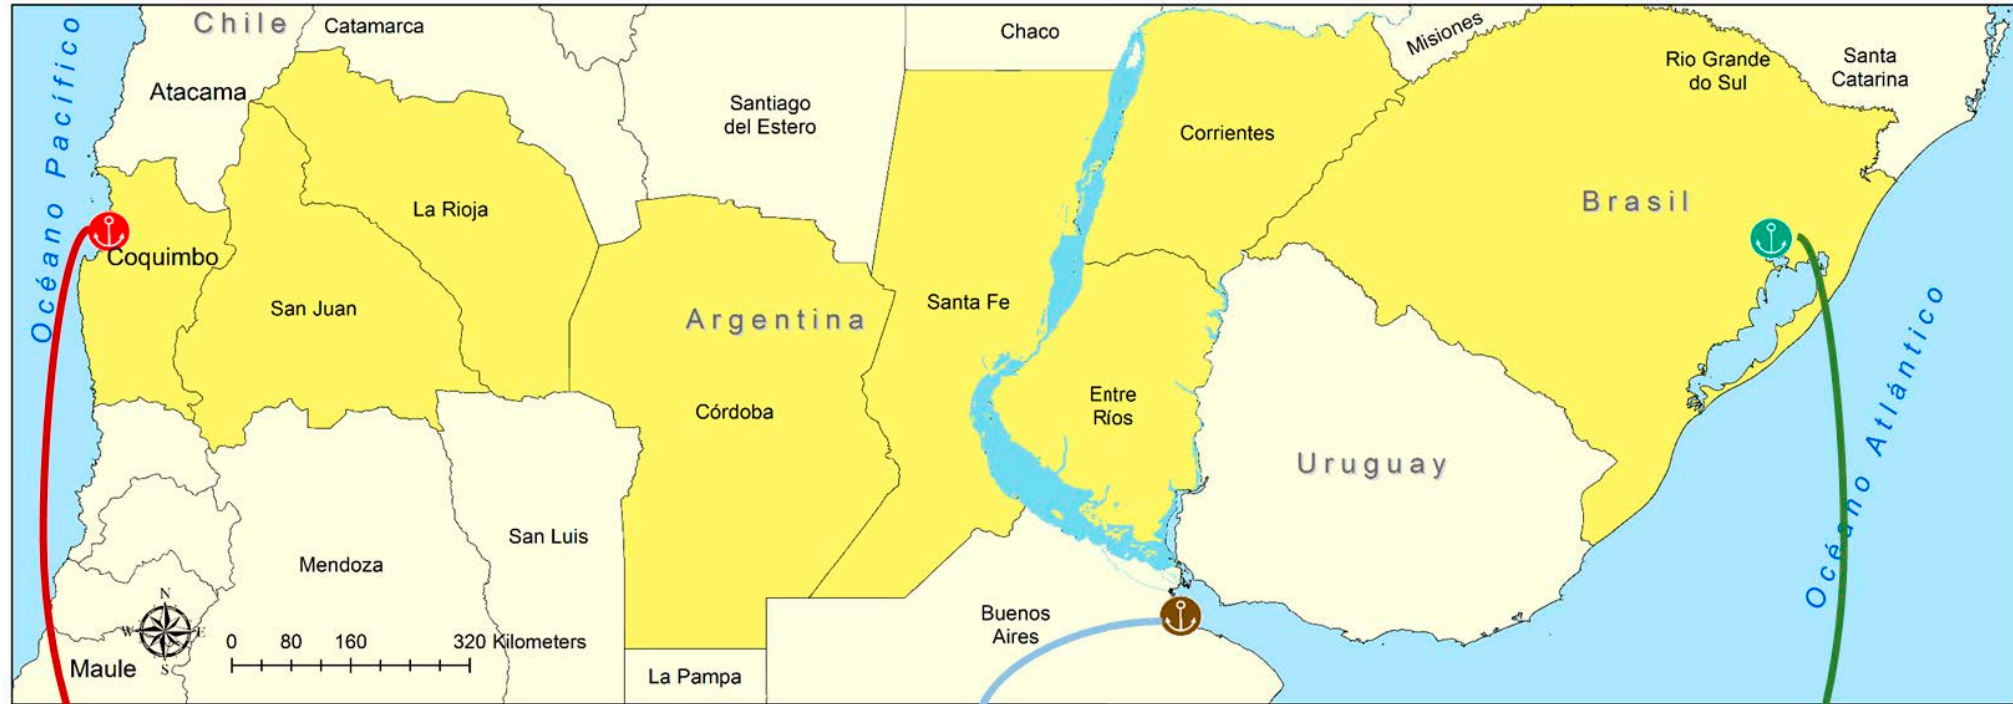 Chile
Catamarca
Chaco
Misiones
Rio Grande
do Sul
Santa
Catarina
Océano Pacífico
Atacama
Santiago
del Estero
Corrientes
La Rioja
Brasil
Coquimbo
San Juan
Argentina
Santa Fe
Córdoba
Entre
Ríos
Uruguay
Océano Atlántico
San Luis
Mendoza
N
W
E
S
Buenos
Aires
0 80 160 320 Kilometers
Maule
La Pampa